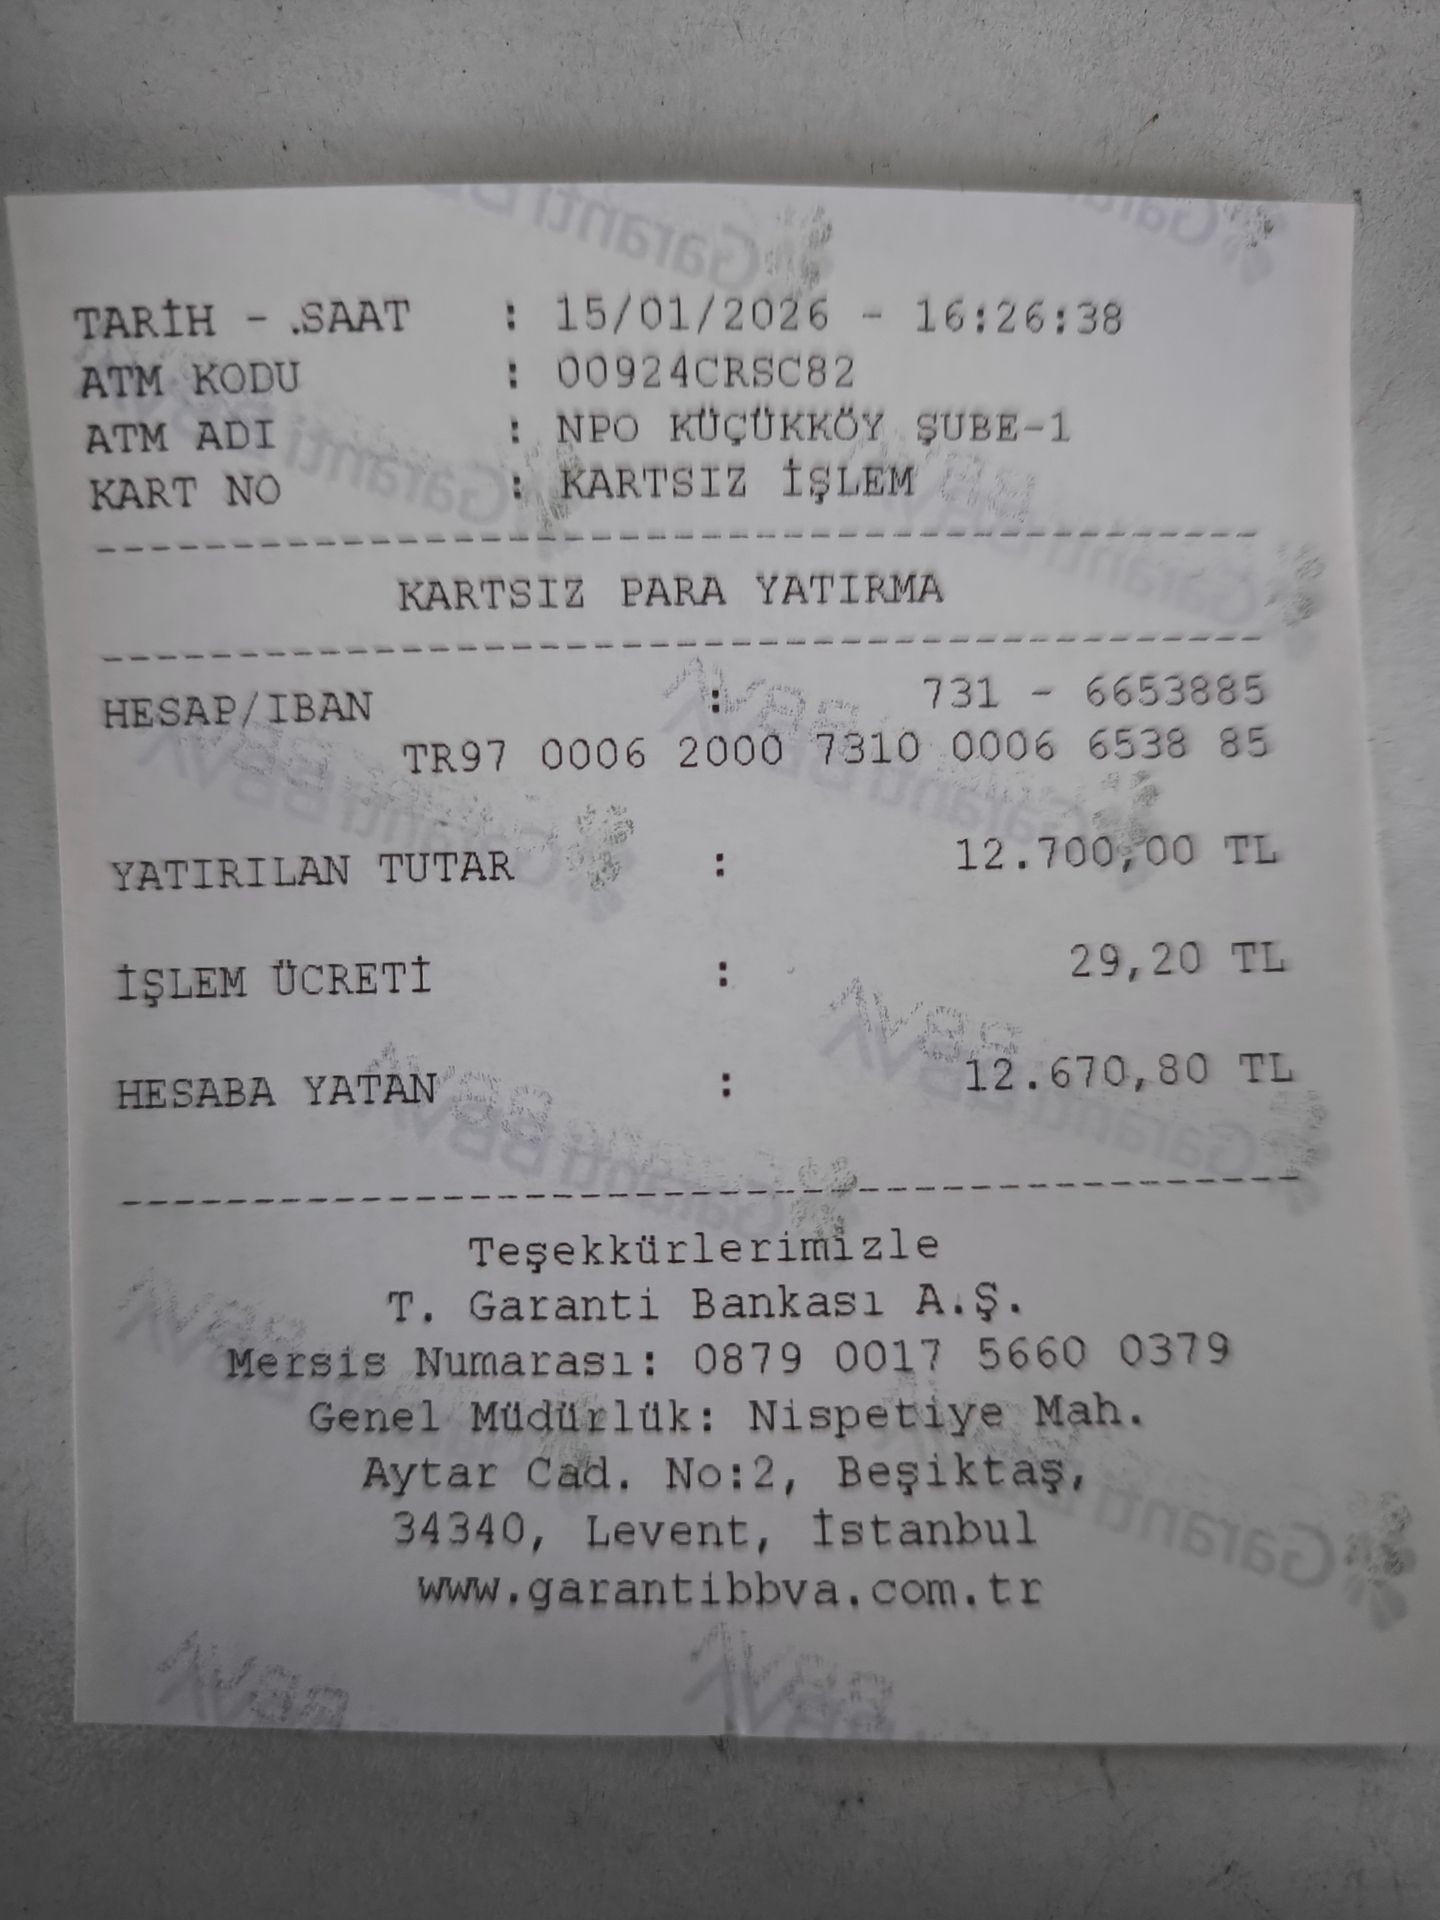 TARİH - .SAAT : 15/01/2026 - 16:26:38
ATM KODU : 00924CRSC82
ATM ADI : NPO KÜÇÜKKÖY ŞUBE-1
KART NO : KARTSIZ İŞLEM
KARTSIZ PARA YATIRMA
HESAP/IBAN : 731 - 6653885
TR97 0006 2000 7310 0006 6538 85
YATIRILAN TUTAR : 12.700,00 TL
İŞLEM ÜCRETİ : 29,20 TL
HESABA YATAN : 12.670,80 TL
Teşekkürlerimizle
T. Garanti Bankası A.Ş.
Mersis Numarası: 0879 0017 5660 0379
Genel Müdürlük: Nispetiye Mah.
Aytar Cad. No:2, Beşiktaş,
34340, Levent, İstanbul
www.garantibbva.com.tr
Garanti BBVA